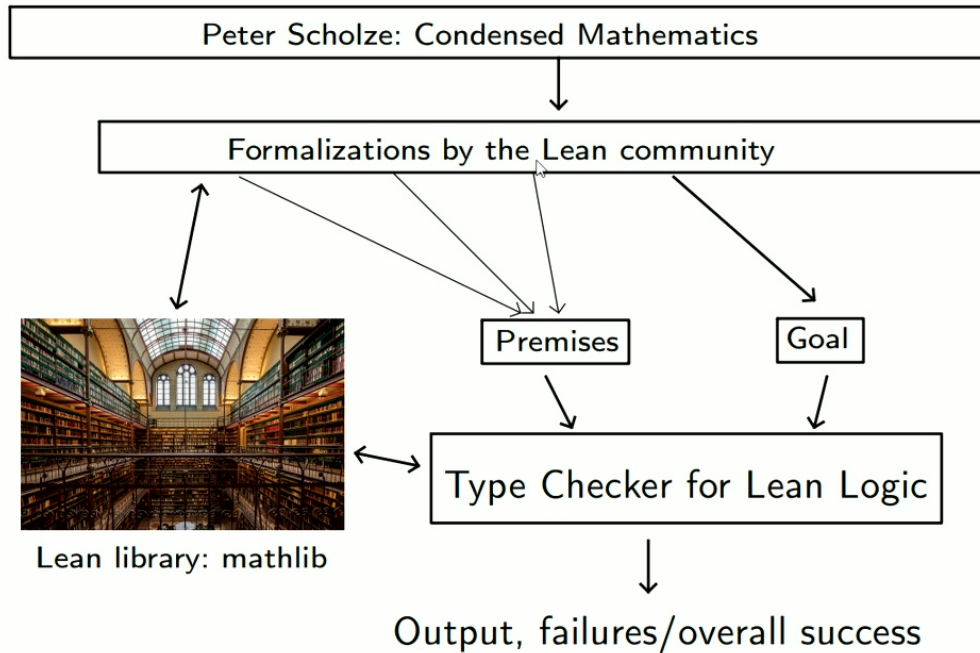 Peter Scholze: Condensed Mathematics
Formalizations by the Lean community
Premises
Goal
Type Checker for Lean Logic
Lean library: mathlib
Output, failures/overall success